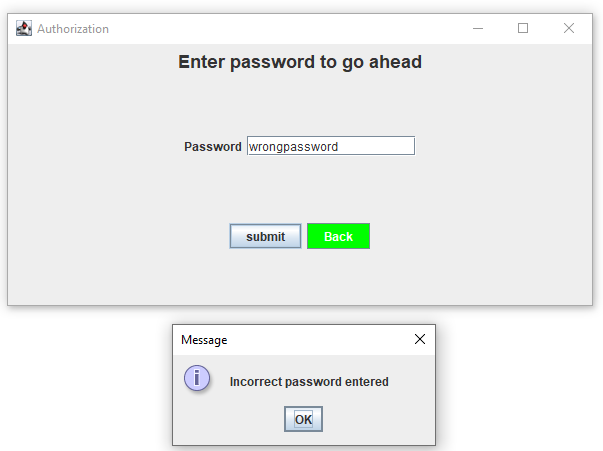 Authorization
Enter password to go ahead
Password wrongpassword
submit Back
Message
Incorrect password entered
OK